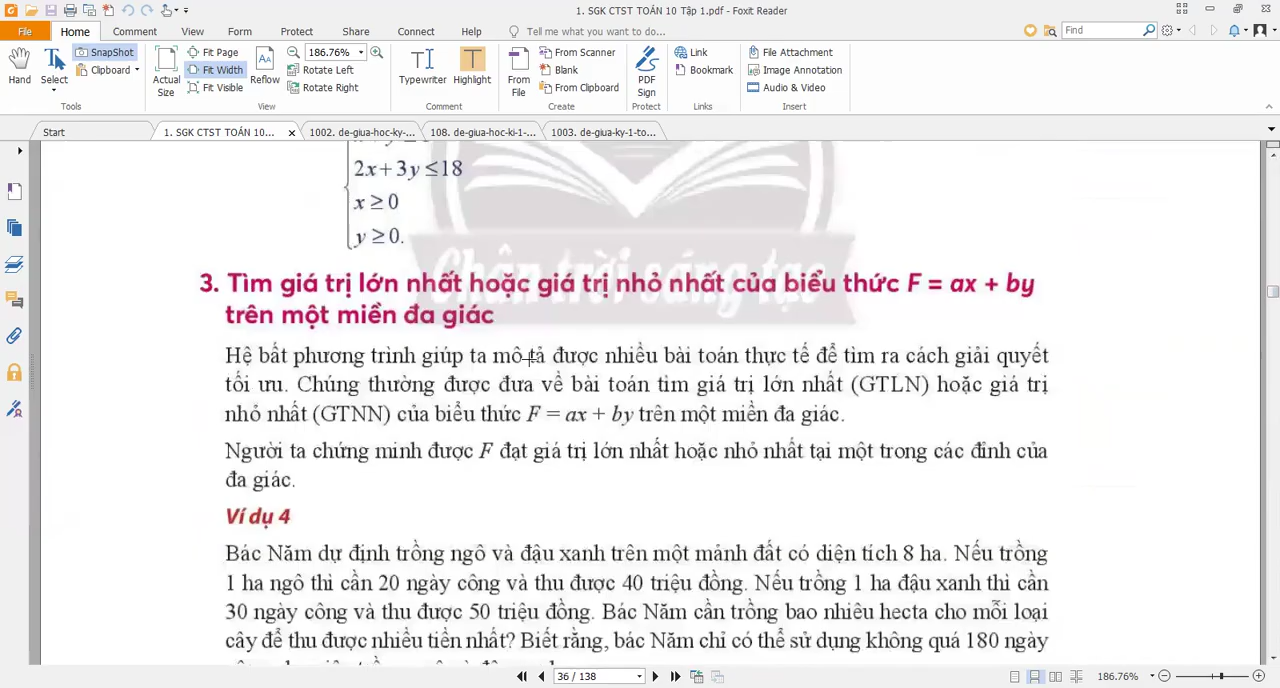 1. SGK CTST TOÁN 10 Tập 1.pdf - Foxit Reader
File Home Comment View Form Protect Share Connect Help Tell me what you want to do... Find
Hand Select SnapShot Clipboard Actual Size Fit Page Fit Width Fit Visible Reflow 186.76% Rotate Left Rotate Right Typewriter Highlight From File From Scanner Blank From Clipboard PDF Sign Link Bookmark File Attachment Image Annotation Audio & Video
Tools View Comment Create Protect Links Insert
Start 1. SGK CTST TOÁN 10... 1002. de-giua-hoc-ky-... 108. de-giua-hoc-ki-1-... 1003. de-giua-ky-1-to...
2x+3y ≤18
x ≥ 0
y ≥ 0.
Chân trời sáng tạo
3. Tìm giá trị lớn nhất hoặc giá trị nhỏ nhất của biểu thức F = ax + by
trên một miền đa giác
Hệ bất phương trình giúp ta mô tả được nhiều bài toán thực tế để tìm ra cách giải quyết
tối ưu. Chúng thường được đưa về bài toán tìm giá trị lớn nhất (GTLN) hoặc giá trị
nhỏ nhất (GTNN) của biểu thức F = ax + by trên một miền đa giác.
Người ta chứng minh được F đạt giá trị lớn nhất hoặc nhỏ nhất tại một trong các đỉnh của
đa giác.
Ví dụ 4
Bác Năm dự định trồng ngô và đậu xanh trên một mảnh đất có diện tích 8 ha. Nếu trồng
1 ha ngô thì cần 20 ngày công và thu được 40 triệu đồng. Nếu trồng 1 ha đậu xanh thì cần
30 ngày công và thu được 50 triệu đồng. Bác Năm cần trồng bao nhiêu hecta cho mỗi loại
cây để thu được nhiều tiền nhất? Biết rằng, bác Năm chỉ có thể sử dụng không quá 180 ngày
36 / 138 186.76%